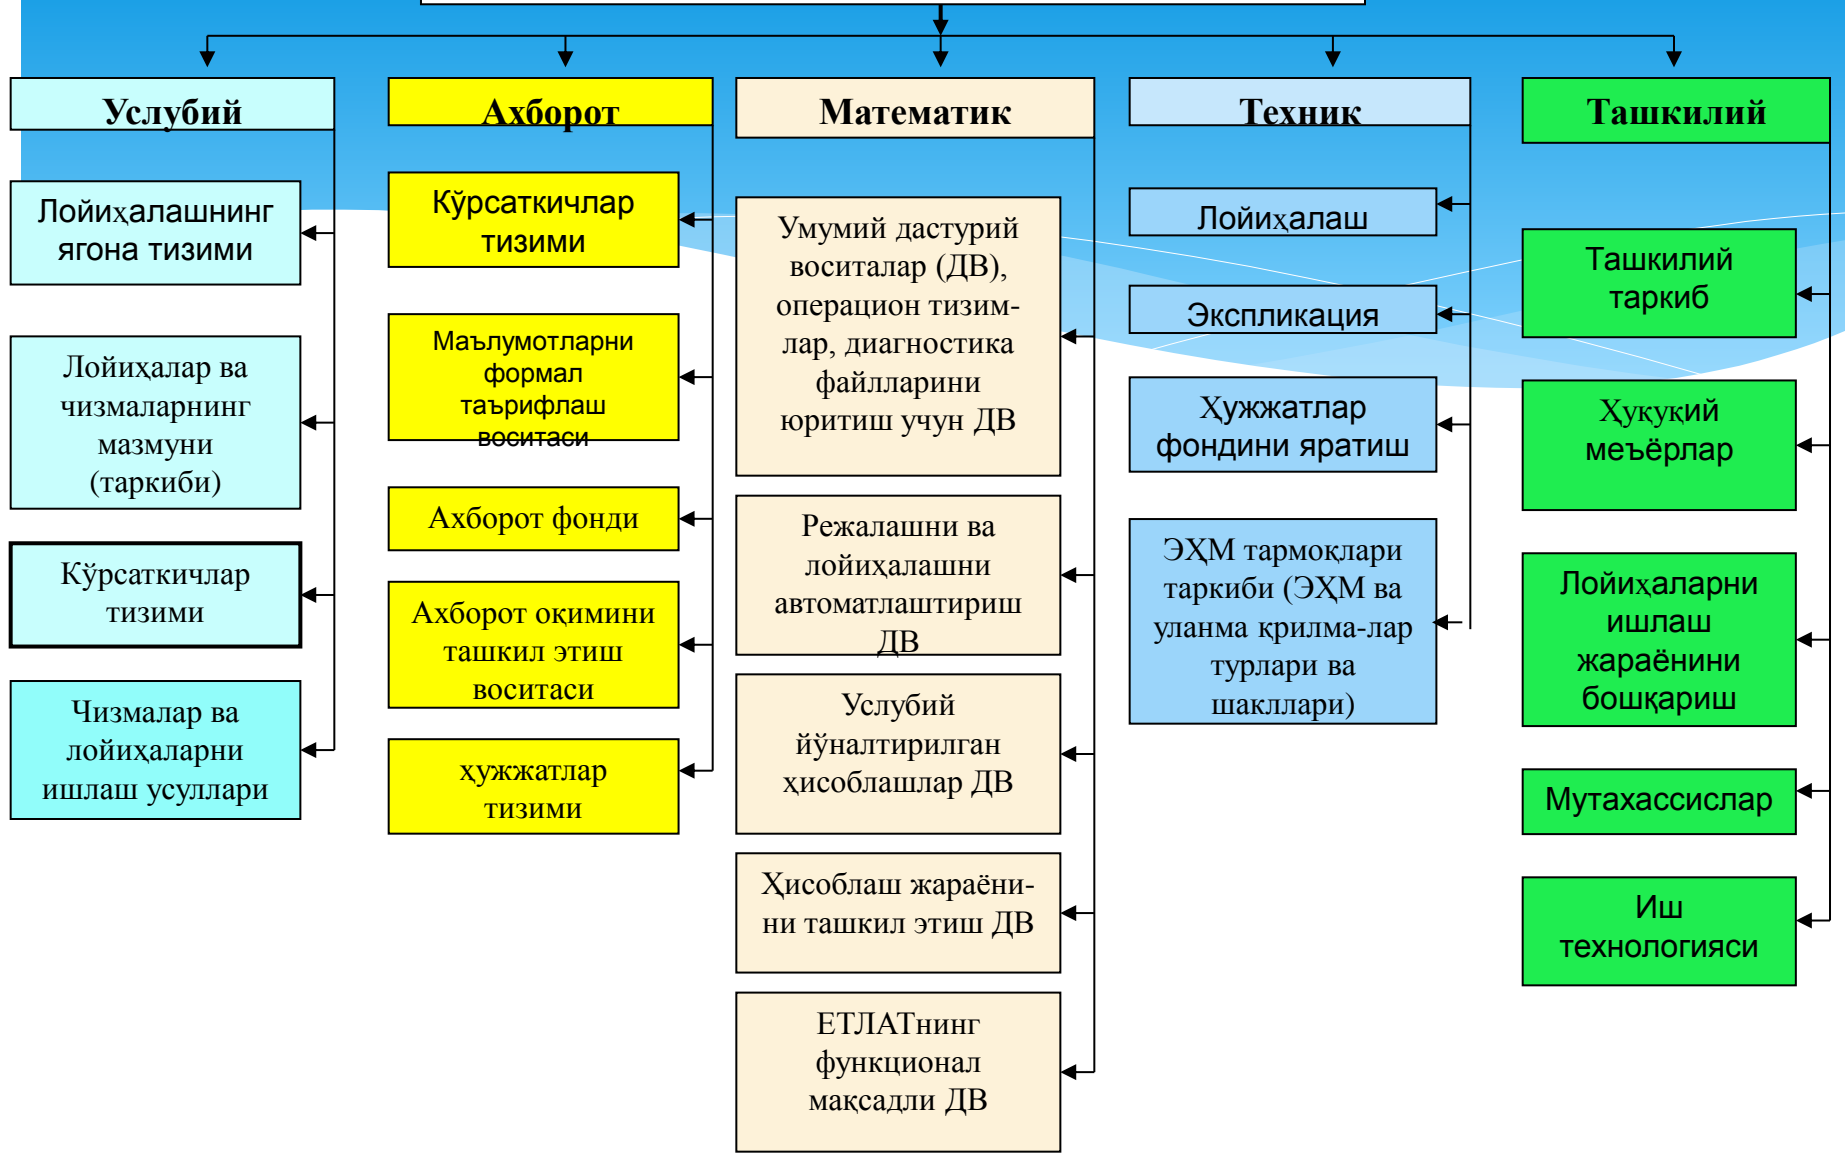 Услубий
Лойиҳалашнинг
ягона тизими
Лойиҳалар ва
чизмаларнинг
мазмуни
(таркиби)
Кўрсаткичлар
тизими
Чизмалар ва
лойиҳаларни
ишлаш усуллари
Ахборот
Кўрсаткичлар
тизими
Маълумотларни
формал
таърифлаш
воситаси
Ахборот фонди
Ахборот оқимини
ташкил этиш
воситаси
ҳужжатлар
тизими
Математик
Умумий дастурий
воситалар (ДВ),
операцион тизим-
лар, диагностика
файлларини
юритиш учун ДВ
Режалашни ва
лойиҳалашни
автоматлаштириш
ДВ
Услубий
йўналтирилган
ҳисоблашлар ДВ
Ҳисоблаш жараёни-
ни ташкил этиш ДВ
ЕТЛАТнинг
функционал
мақсадли ДВ
Техник
Лойиҳалаш
Экспликация
Ҳужжатлар
фондини яратиш
ЭҲМ тармоқлари
таркиби (ЭҲМ ва
уланма қрилма-лар
турлари ва
шакллари)
Ташкилий
Ташкилий
таркиб
Ҳуқуқий
меъёрлар
Лойиҳаларни
ишлаш
жараёнини
бошқариш
Мутахассислар
Иш
технологияси